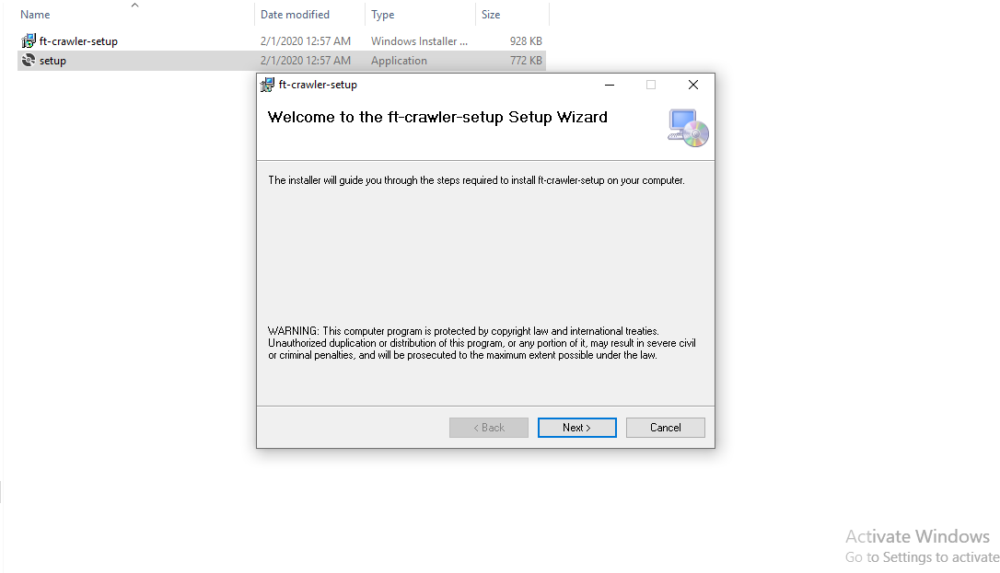 Name Date modified Type Size
ft-crawler-setup 2/1/2020 12:57 AM Windows Installer ... 928 KB
setup 2/1/2020 12:57 AM Application 772 KB
ft-crawler-setup
Welcome to the ft-crawler-setup Setup Wizard
The installer will guide you through the steps required to install ft-crawler-setup on your computer.
WARNING: This computer program is protected by copyright law and international treaties.
Unauthorized duplication or distribution of this program, or any portion of it, may result in severe civil
or criminal penalties, and will be prosecuted to the maximum extent possible under the law.
< Back Next > Cancel
Activate Windows
Go to Settings to activate